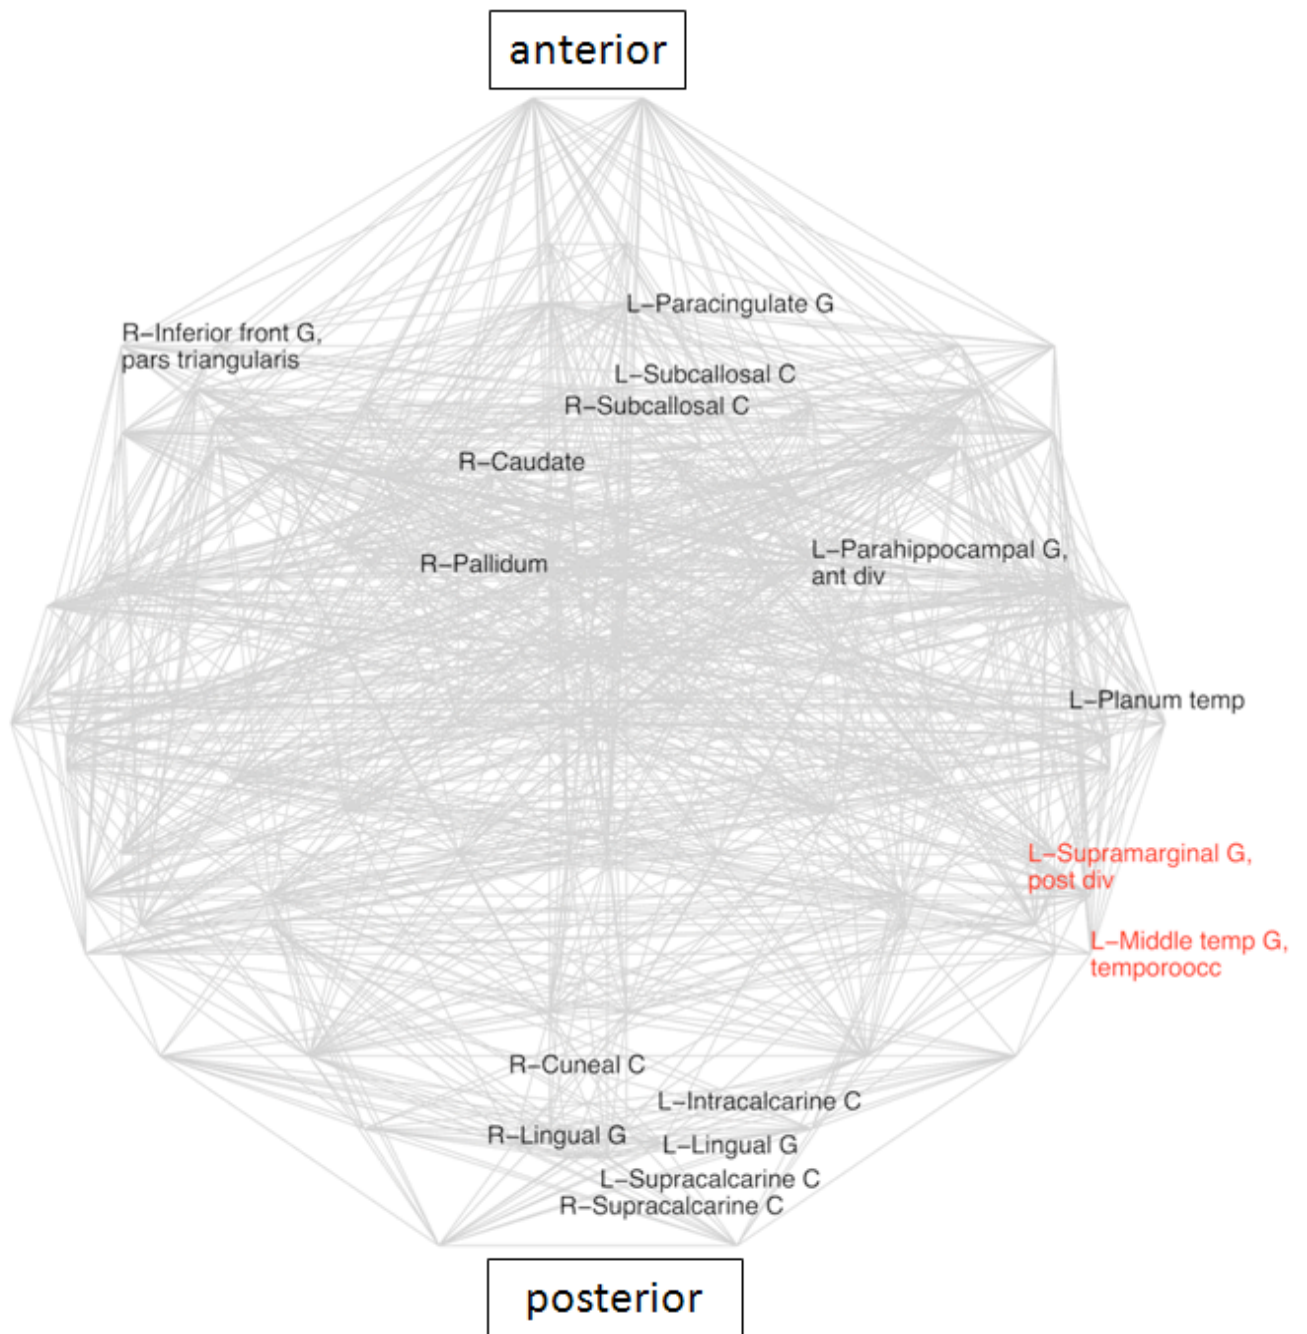 anterior
L–Paracingulate G
R–Inferior front G,
pars triangularis
L–Subcallosal C
R–Subcallosal C
R–Caudate
L–Parahippocampal G,
ant div
R–Pallidum
L–Planum temp
L–Supramarginal G,
post div
L–Middle temp G,
temporoocc
R–Cuneal C
L–Intracalcarine C
R–Lingual G
L–Lingual G
L–Supracalcarine C
R–Supracalcarine C
posterior